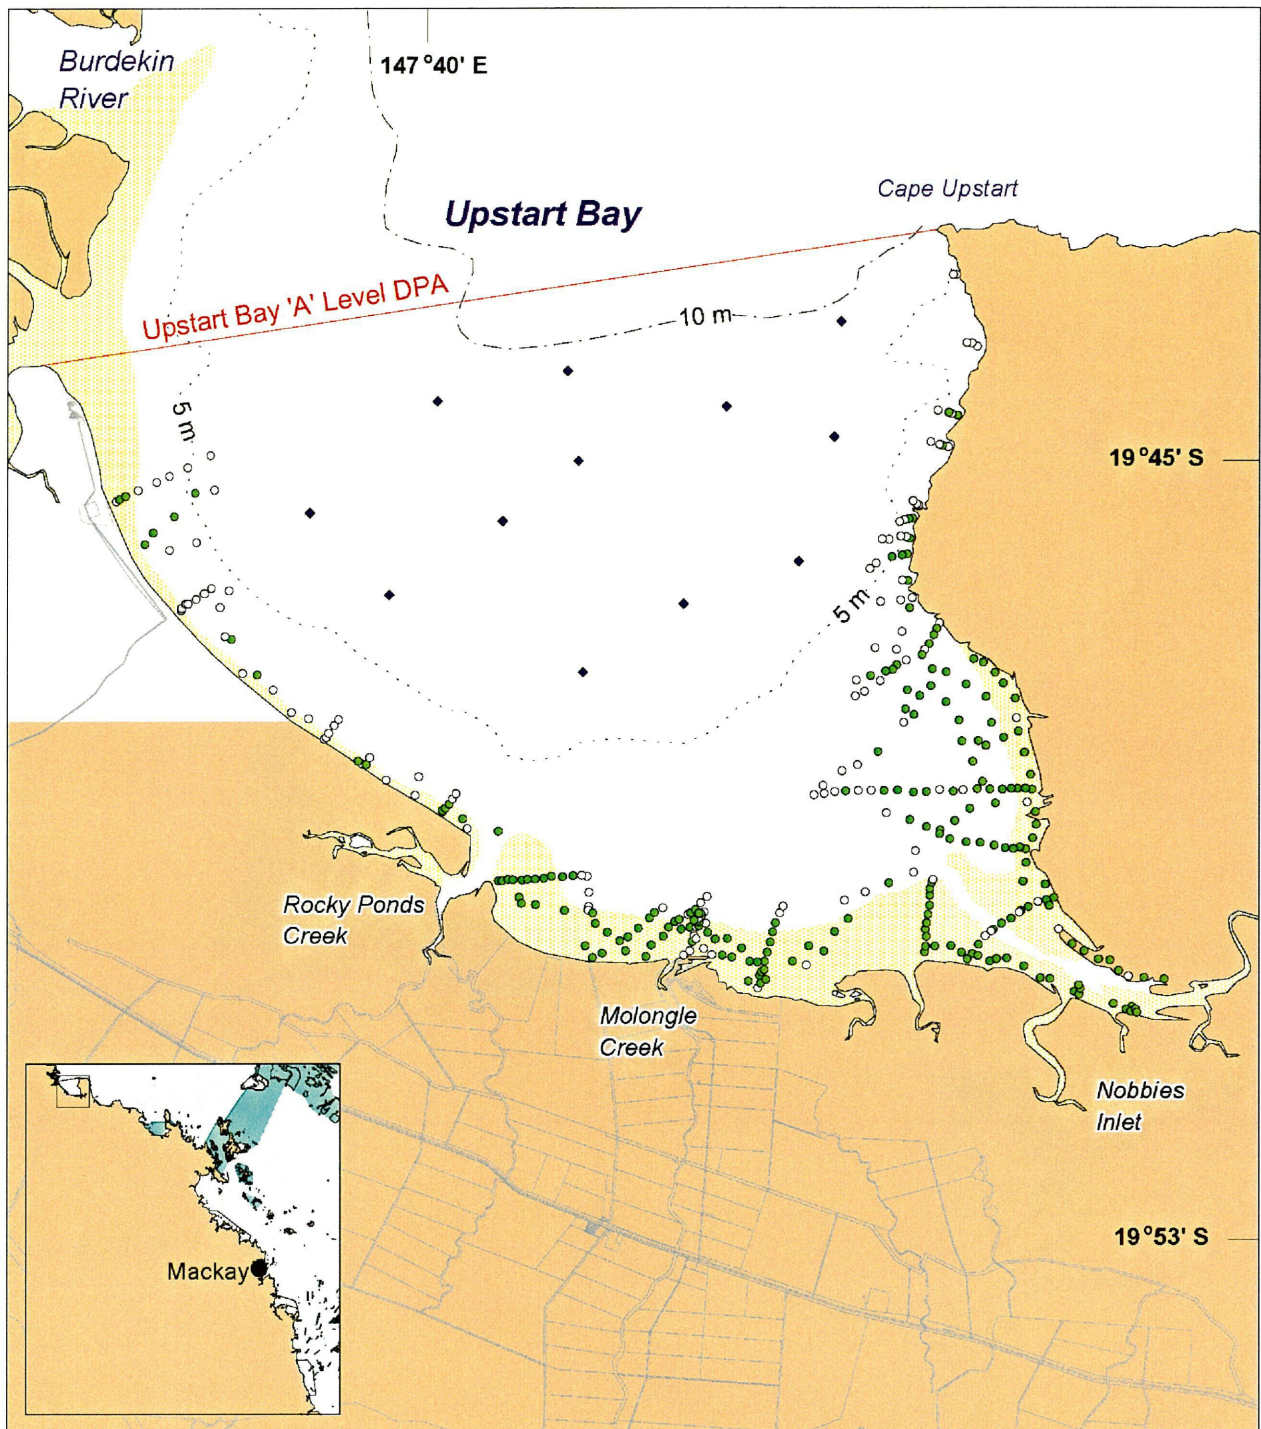 Burdekin
River
147°40' E
Cape Upstart
Upstart Bay
Upstart Bay 'A' Level DPA
10 m
5 m
19°45' S
5 m
Rocky Ponds
Creek
Molongle
Creek
Nobbies
Inlet
19°53' S
Mackay